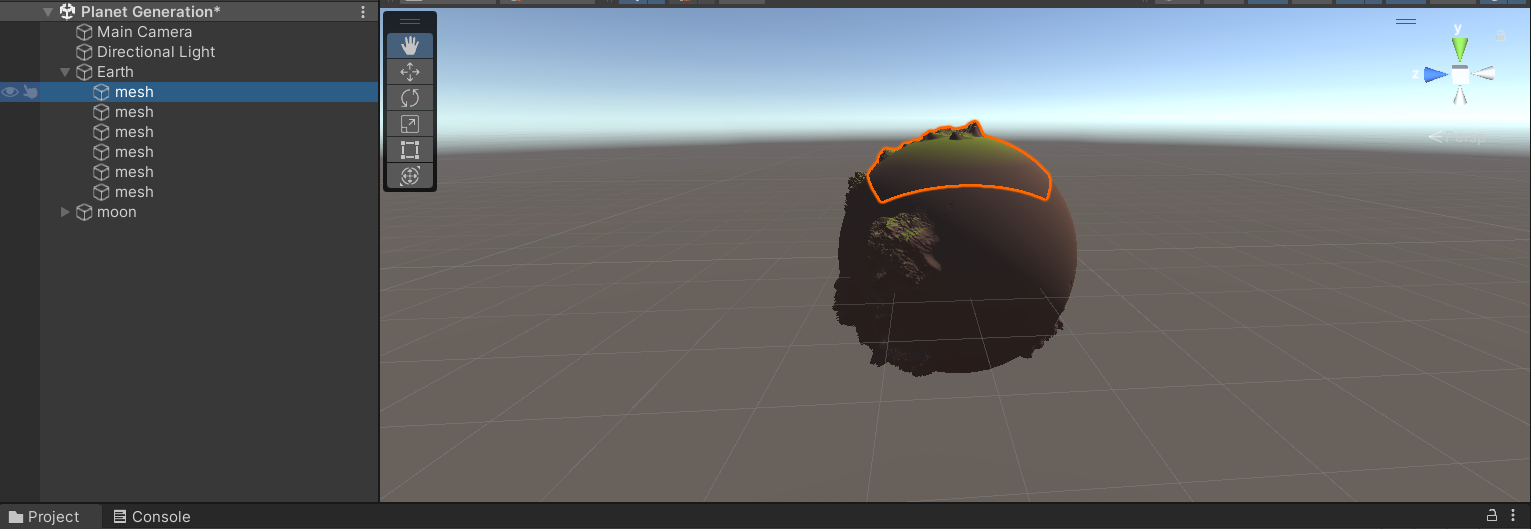 Planet Generation*
Main Camera
Directional Light
Earth
mesh
mesh
mesh
mesh
mesh
mesh
moon
y
z
Persp
Project
Console